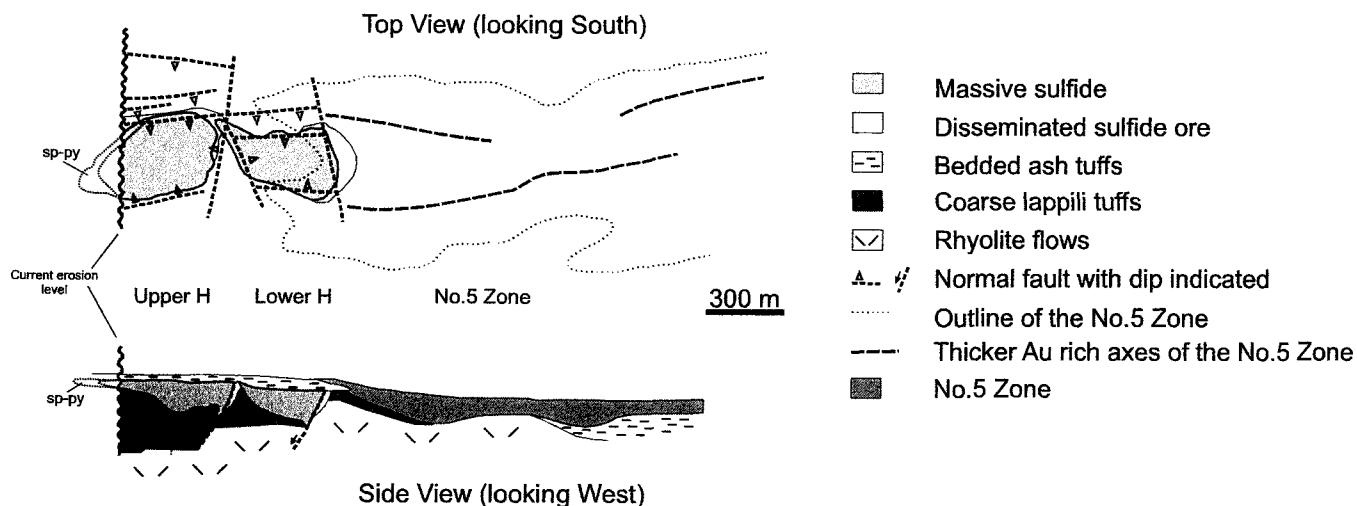 Top View (looking South)
sp-py
Current erosion
level
Upper H
Lower H
No.5 Zone
300 m
sp-py
Side View (looking West)
Massive sulfide
Disseminated sulfide ore
Bedded ash tuffs
Coarse lappili tuffs
Rhyolite flows
Normal fault with dip indicated
Outline of the No.5 Zone
Thicker Au rich axes of the No.5 Zone
No.5 Zone